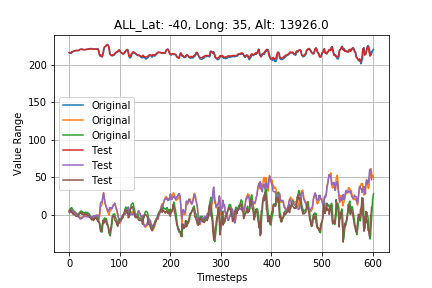 ALL_Lat: -40, Long: 35, Alt: 13926.0
Value Range
200
150
100
50
0
Original
Original
Original
Test
Test
Test
0 100 200 300 400 500 600
Timesteps